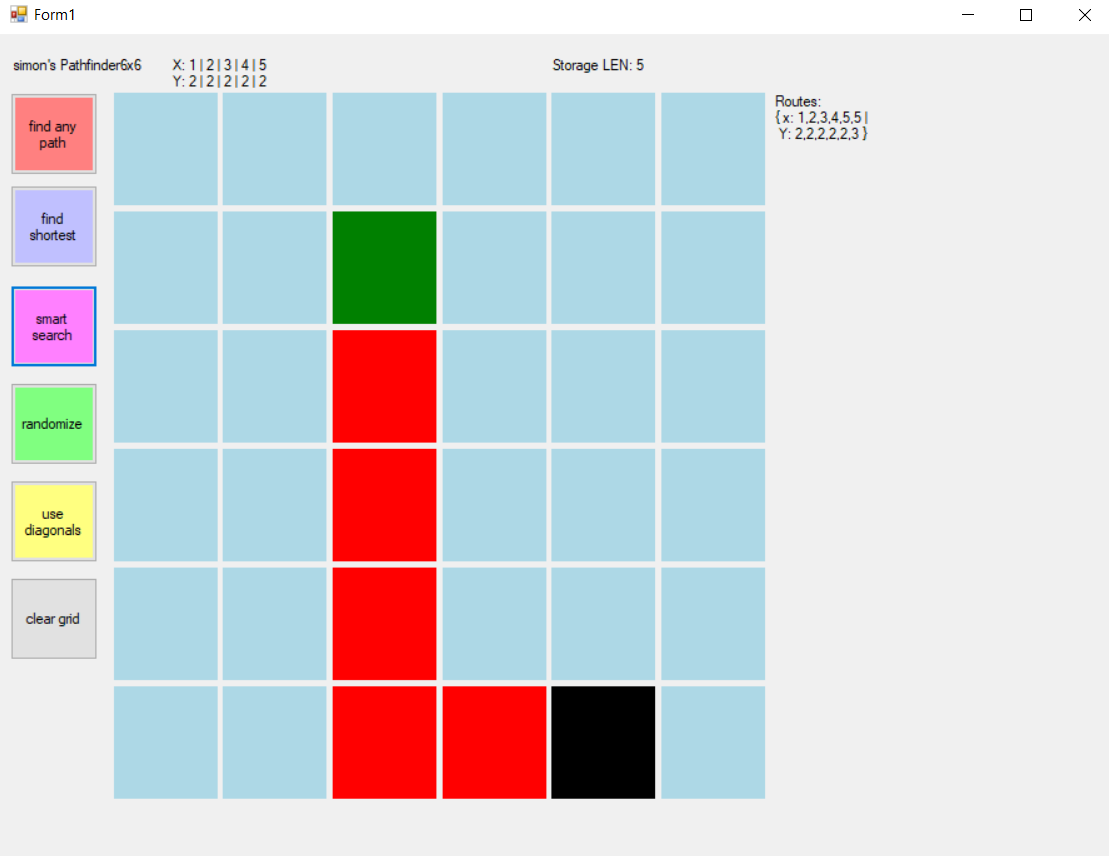 Form1
simon's Pathfinder6x6
X: 1 | 2 | 3 | 4 | 5
Y: 2 | 2 | 2 | 2 | 2
Storage LEN: 5
find any
path
find
shortest
smart
search
randomize
use
diagonals
clear grid
Routes:
{ x: 1,2,3,4,5,5 |
Y: 2,2,2,2,2,3 }